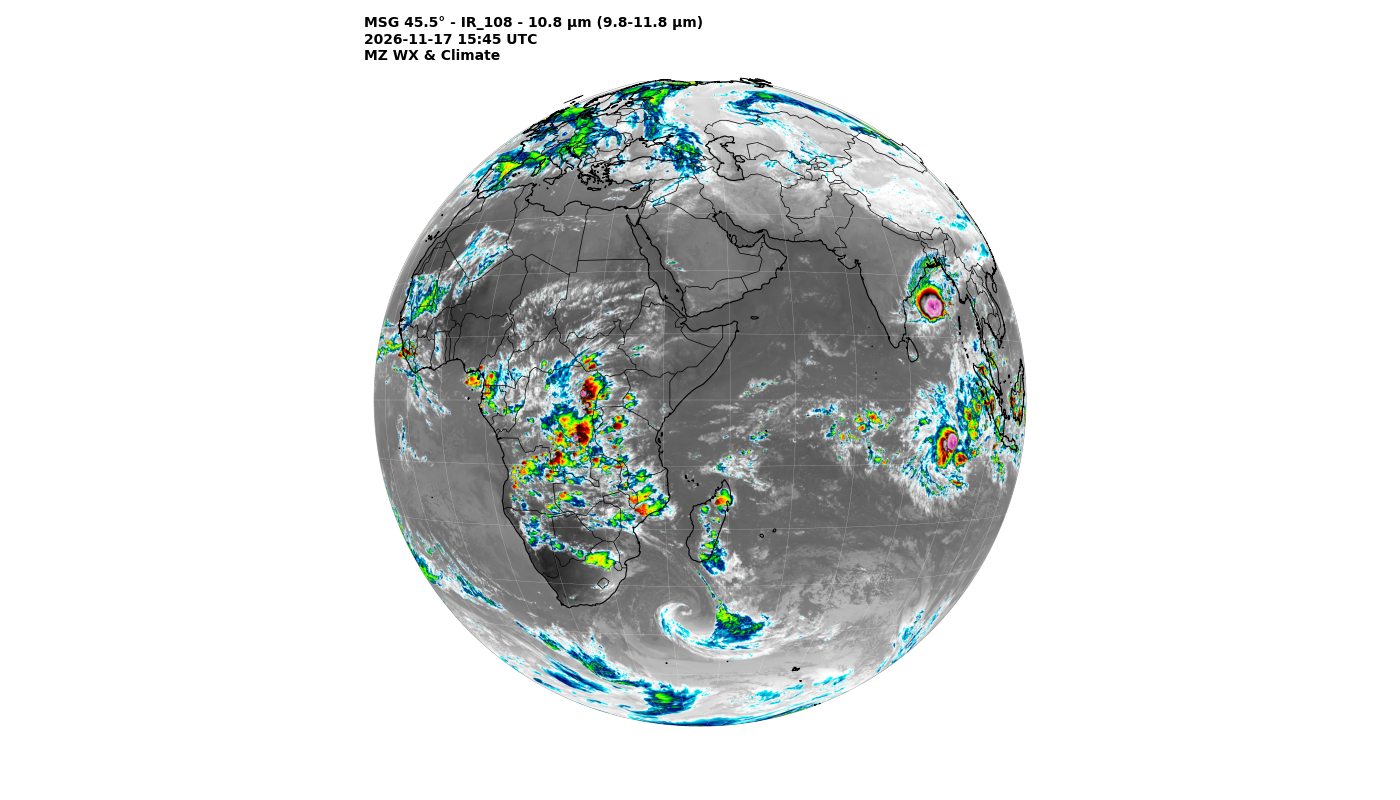 MSG 45.5° - IR_108 - 10.8 µm (9.8-11.8 µm)
2026-11-17 15:45 UTC
MZ WX & Climate